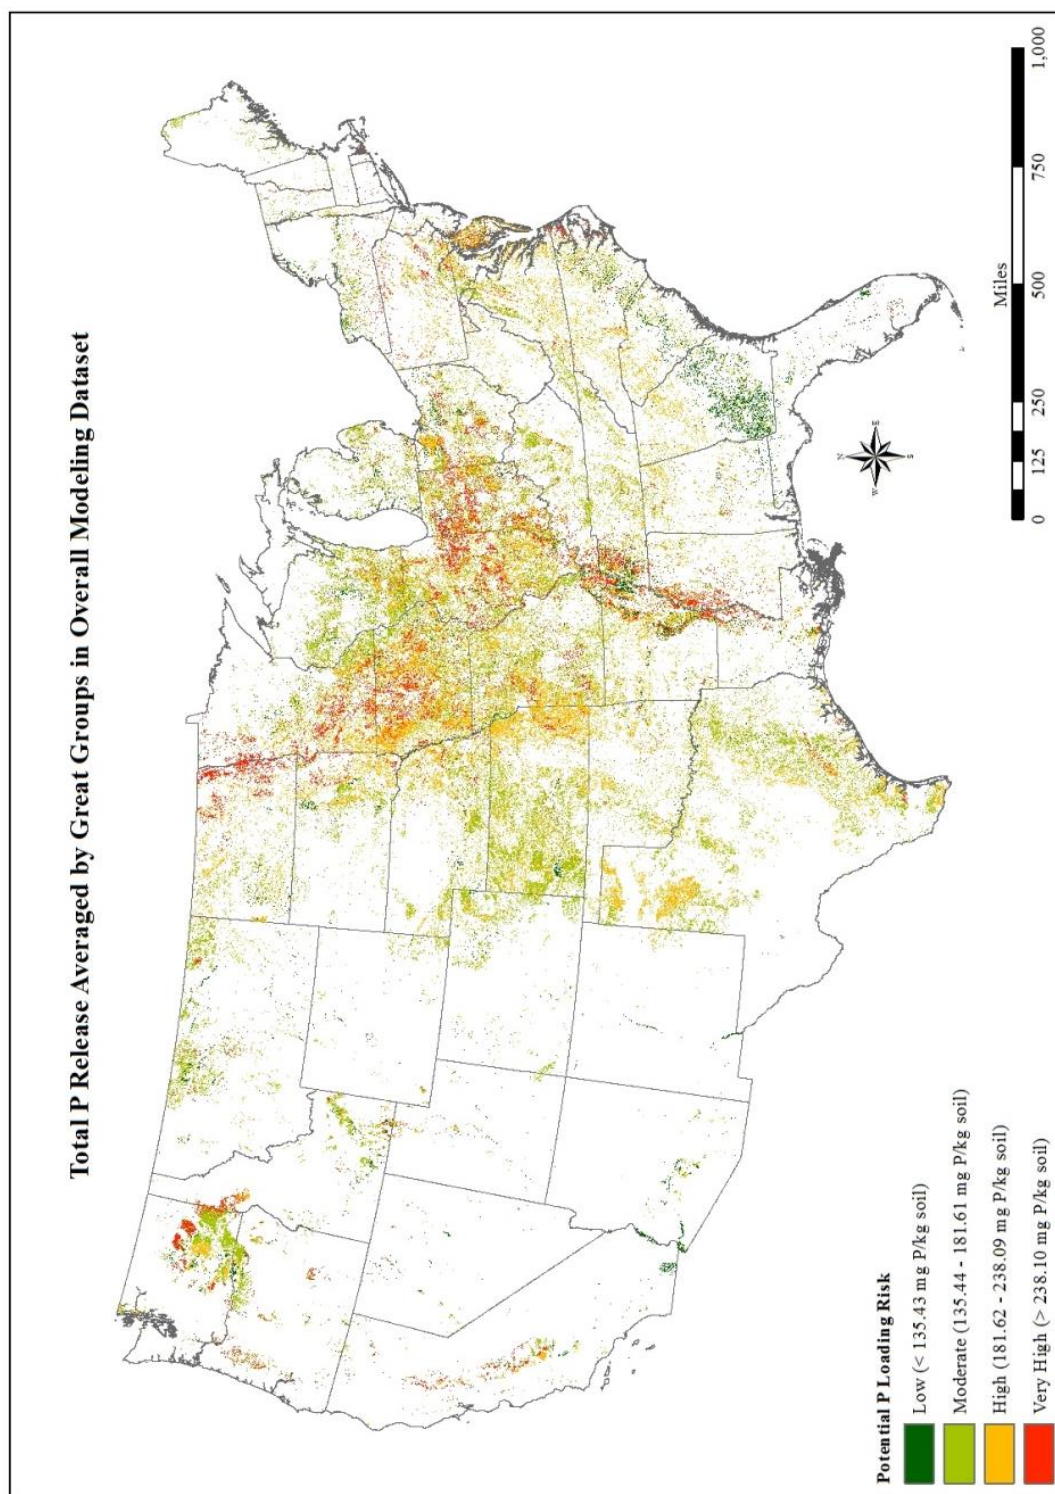 Total P Release Averaged by Great Groups in Overall Modeling Dataset
N
W
E
S
Miles
0 125 250 500 750 1,000
Potential P Loading Risk
Low (< 135.43 mg P/kg soil)
Moderate (135.44 - 181.61 mg P/kg soil)
High (181.62 - 238.09 mg P/kg soil)
Very High (> 238.10 mg P/kg soil)